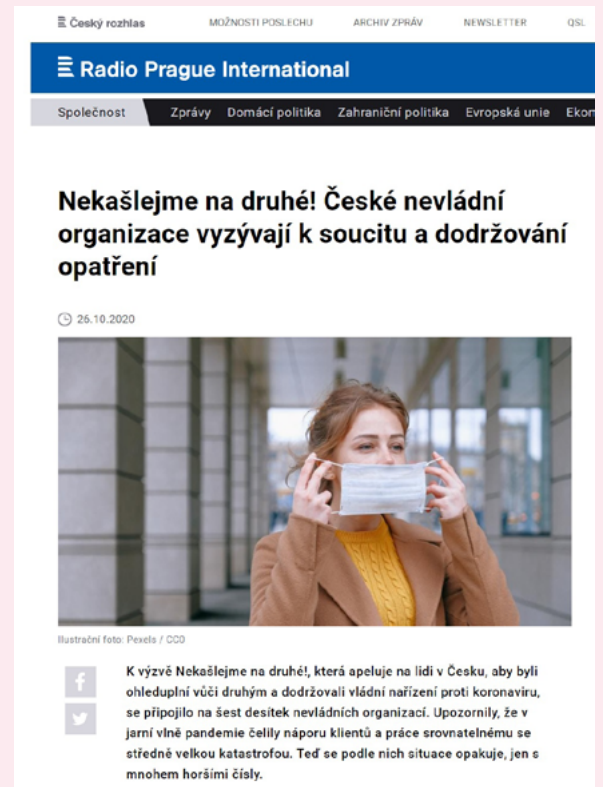 Český rozhlas MOŽNOSTI POSLECHU ARCHIV ZPRÁV NEWSLETTER QSL
Radio Prague International
Společnost Zprávy Domácí politika Zahraniční politika Evropská unie Ekon
Nekašlejme na druhé! České nevládní
organizace vyzývají k soucitu a dodržování
opatření
26.10.2020
Ilustrační foto: Pexels / CC0
K výzvě Nekašlejme na druhé!, která apeluje na lidi v Česku, aby byli
ohleduplní vůči druhým a dodržovali vládní nařízení proti koronaviru,
se připojilo na šest desítek nevládních organizací. Upozornily, že v
jarní vlně pandemie čelily náporu klientů a práce srovnatelnému se
středně velkou katastrofou. Teď se podle nich situace opakuje, jen s
mnohem horšími čísly.